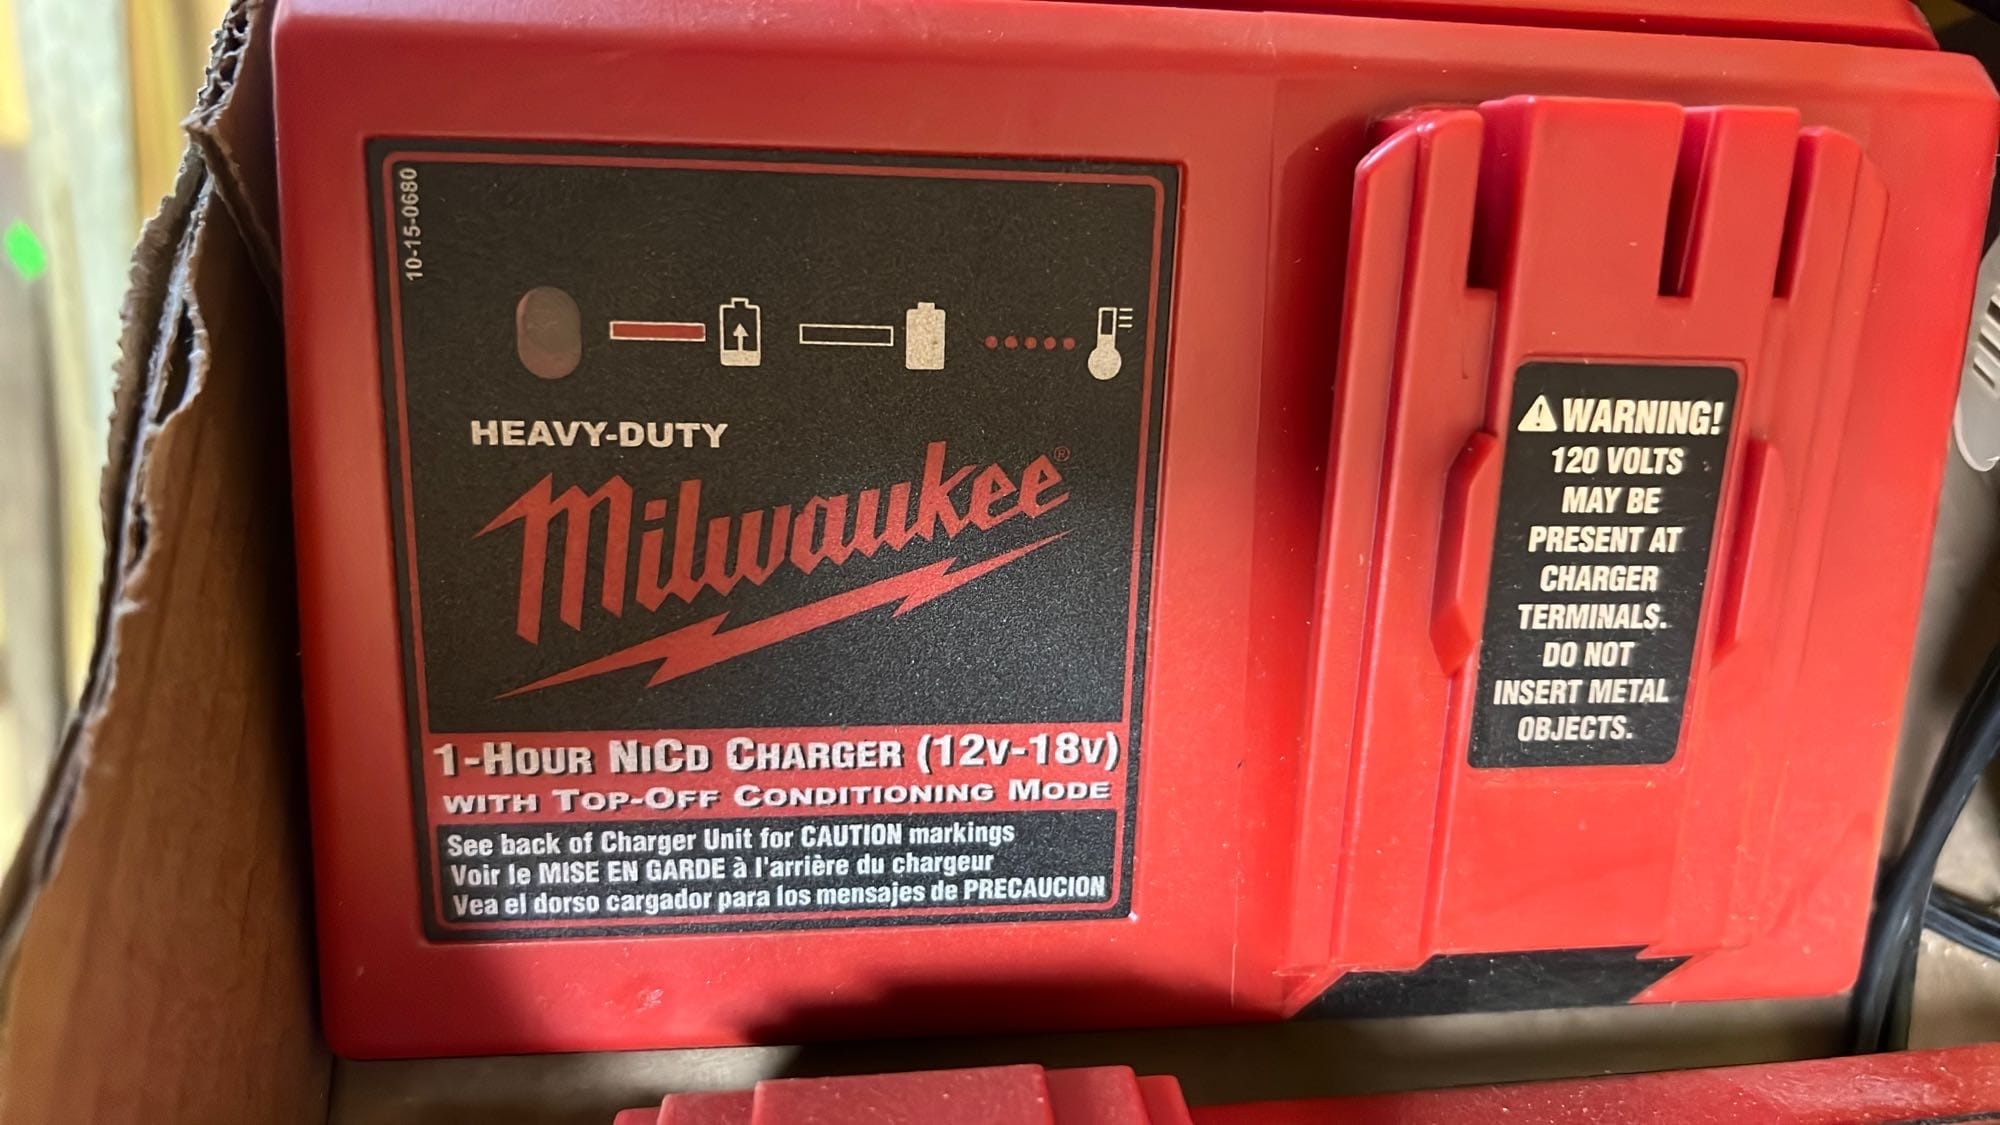 10-15-0680
HEAVY-DUTY
Milwaukee®
1-HOUR NICD CHARGER (12V-18V)
WITH TOP-OFF CONDITIONING MODE
See back of Charger Unit for CAUTION markings
Voir le MISE EN GARDE à l'arrière du chargeur
Vea el dorso cargador para los mensajes de PRECAUCION
⚠WARNING!
120 VOLTS
MAY BE
PRESENT AT
CHARGER
TERMINALS.
DO NOT
INSERT METAL
OBJECTS.